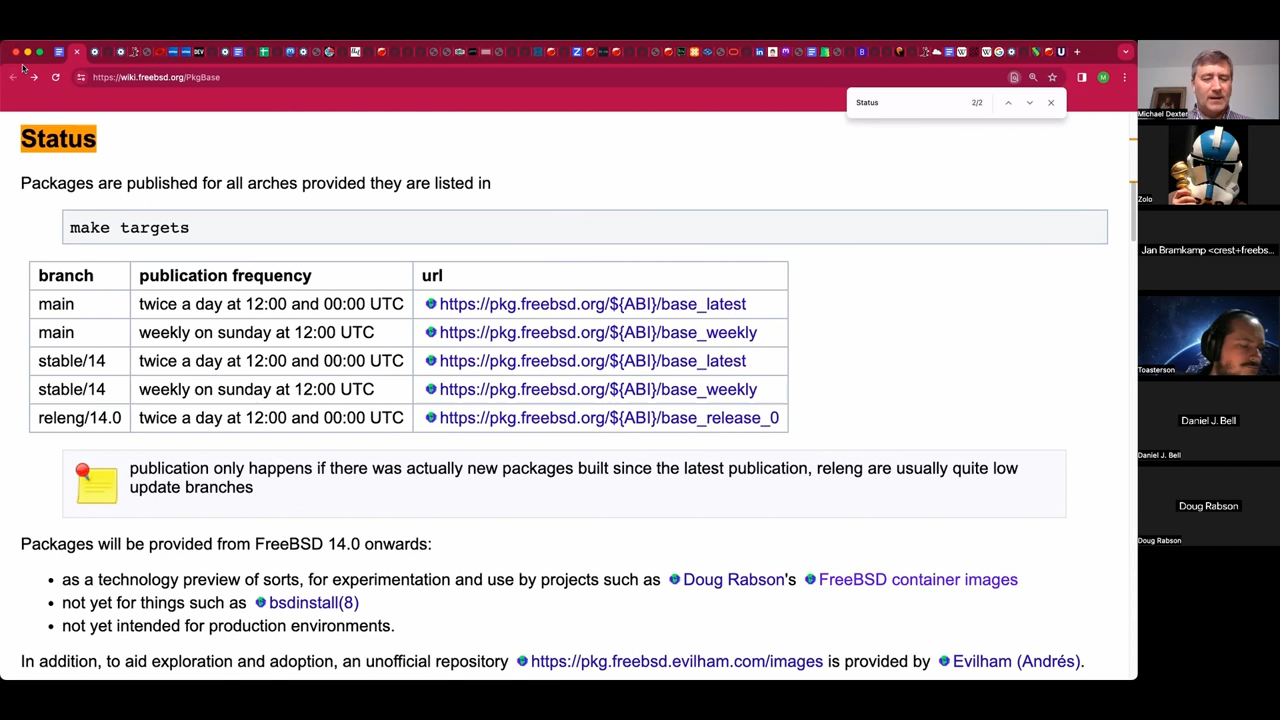 https://wiki.freebsd.org/PkgBase
Status 2/2
Status
Packages are published for all arches provided they are listed in
make targets
branch publication frequency url
main twice a day at 12:00 and 00:00 UTC https://pkg.freebsd.org/${ABI}/base_latest
main weekly on sunday at 12:00 UTC https://pkg.freebsd.org/${ABI}/base_weekly
stable/14 twice a day at 12:00 and 00:00 UTC https://pkg.freebsd.org/${ABI}/base_latest
stable/14 weekly on sunday at 12:00 UTC https://pkg.freebsd.org/${ABI}/base_weekly
releng/14.0 twice a day at 12:00 and 00:00 UTC https://pkg.freebsd.org/${ABI}/base_release_0
publication only happens if there was actually new packages built since the latest publication, releng are usually quite low
update branches
Packages will be provided from FreeBSD 14.0 onwards:
• as a technology preview of sorts, for experimentation and use by projects such as Doug Rabson's FreeBSD container images
• not yet for things such as bsdinstall(8)
• not yet intended for production environments.
In addition, to aid exploration and adoption, an unofficial repository https://pkg.freebsd.evilham.com/images is provided by Evilham (Andrés).
Michael Dexter
Zolo
Jan Bramkamp <crest+freebs...
Toasterson
Daniel J. Bell
Daniel J. Bell
Doug Rabson
Doug Rabson